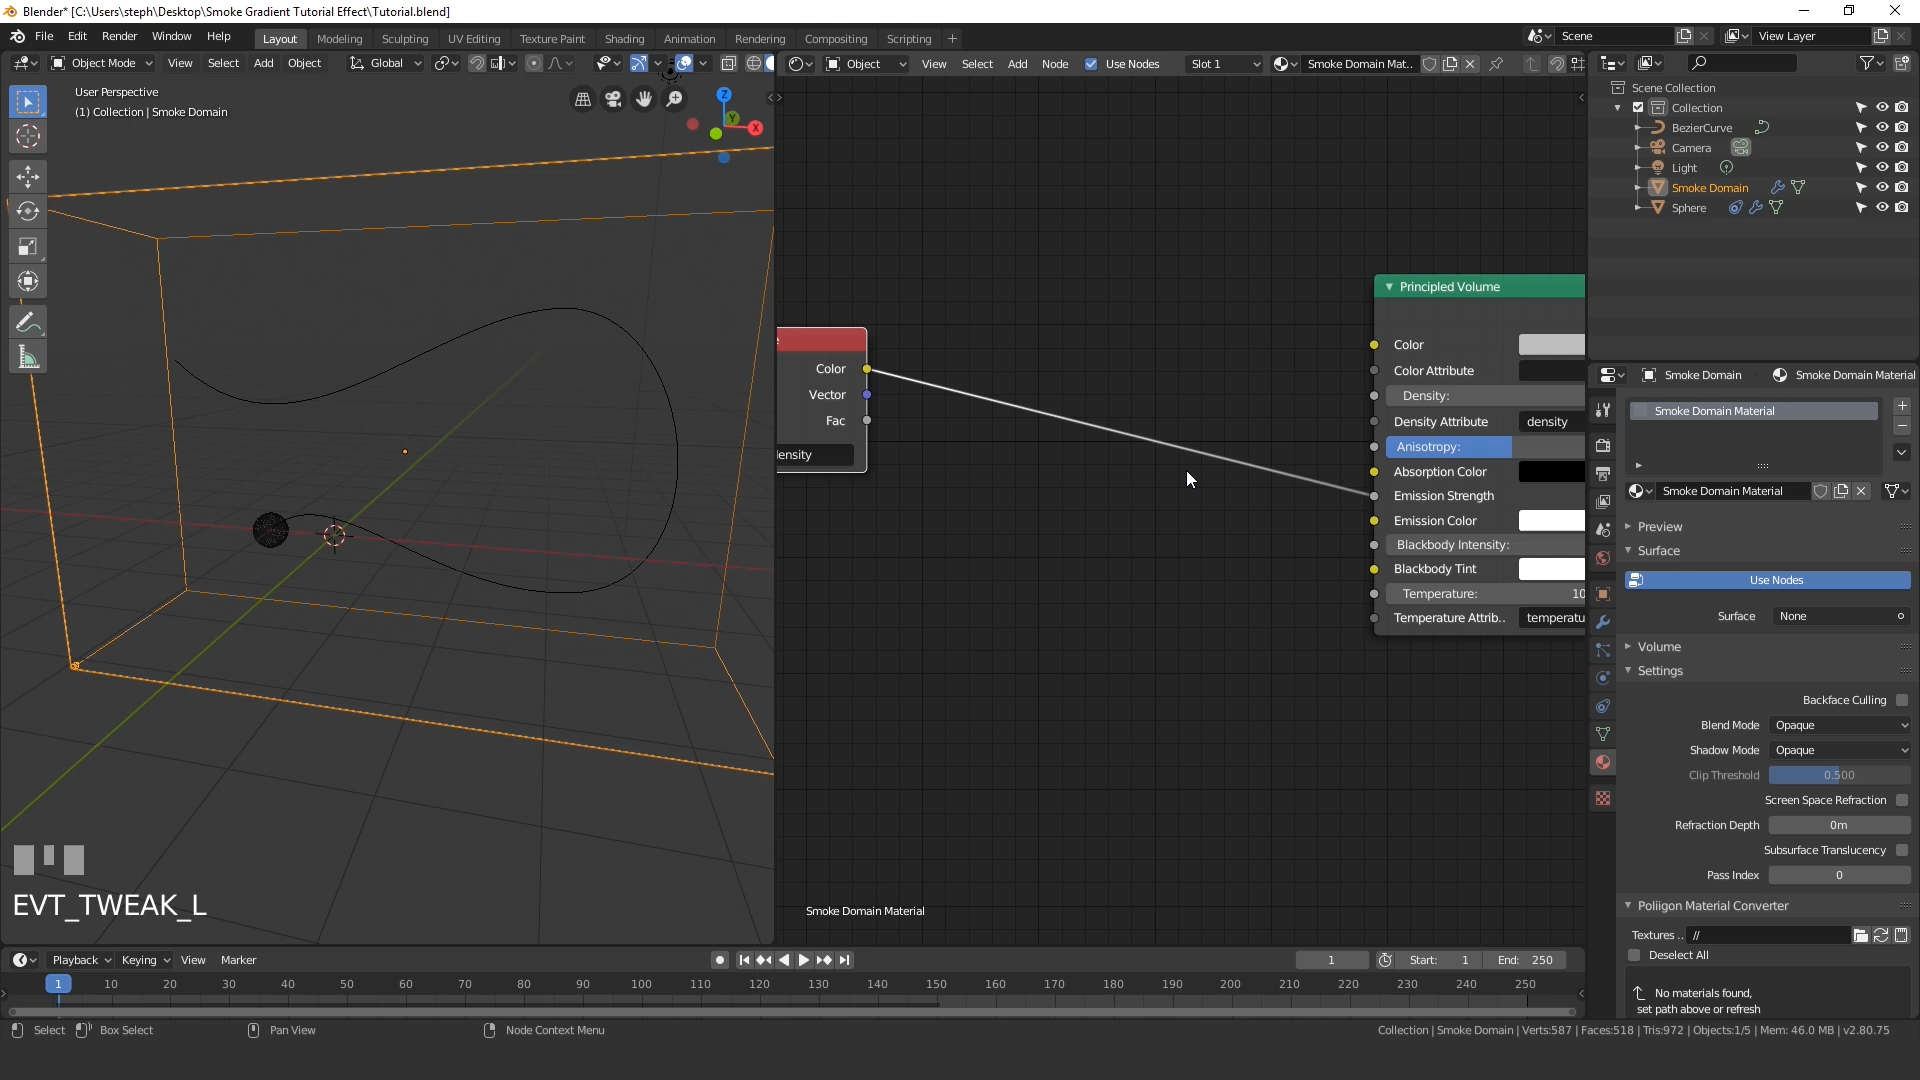 Blender* [C:\Users\steph\Desktop\Smoke Gradient Tutorial Effect\Tutorial.blend]
File Edit Render Window Help
Layout Modeling Sculpting UV Editing Texture Paint Shading Animation Rendering Compositing Scripting +
Scene
View Layer
Object Mode View Select Add Object Global
Object View Select Add Node Use Nodes Slot 1 Smoke Domain Mat..
User Perspective
(1) Collection | Smoke Domain
Z
Y
X
Scene Collection
Collection
BezierCurve
Camera
Light
Smoke Domain
Sphere
Color
Vector
Fac
ensity
Principled Volume
Color
Color Attribute
Density:
Density Attribute density
Anisotropy:
Absorption Color
Emission Strength
Emission Color
Blackbody Intensity:
Blackbody Tint
Temperature: 10
Temperature Attrib.. temperatu
Smoke Domain Material
EVT_TWEAK_L
Smoke Domain Smoke Domain Material
Smoke Domain Material
Smoke Domain Material
Preview
Surface
Use Nodes
Surface None
Volume
Settings
Backface Culling
Blend Mode Opaque
Shadow Mode Opaque
Clip Threshold 0.500
Screen Space Refraction
Refraction Depth 0m
Subsurface Translucency
Pass Index 0
Poliigon Material Converter
Textures .. //
Deselect All
No materials found,
set path above or refresh
Playback Keying View Marker
1 Start: 1 End: 250
1 10 20 30 40 50 60 70 80 90 100 110 120 130 140 150 160 170 180 190 200 210 220 230 240 250
Select Box Select Pan View Node Context Menu
Collection | Smoke Domain | Verts:587 | Faces:518 | Tris:972 | Objects:1/5 | Mem: 46.0 MB | v2.80.75